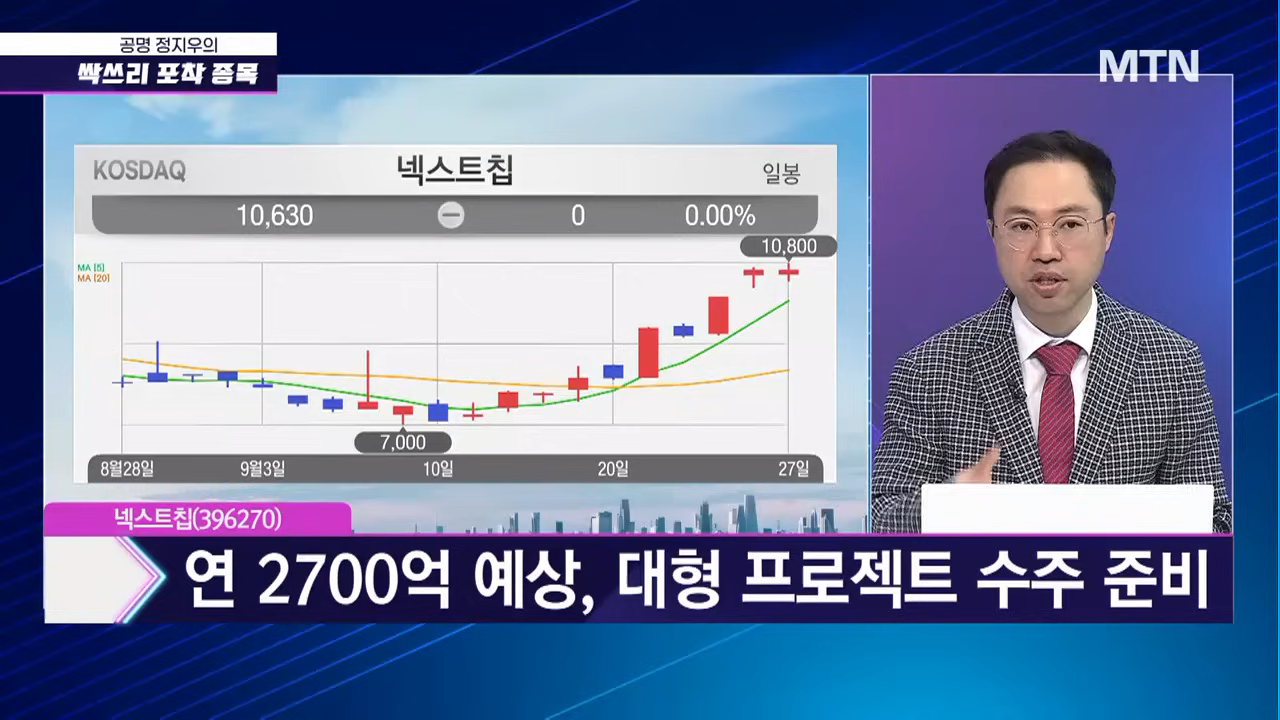 공명 정지우의
싹쓰리 포착 종목
MTN
KOSDAQ
넥스트칩
일봉
10,630
0
0.00%
10,800
MA [5]
MA [20]
7,000
8월28일
9월3일
10일
20일
27일
넥스트칩(396270)
연 2700억 예상, 대형 프로젝트 수주 준비